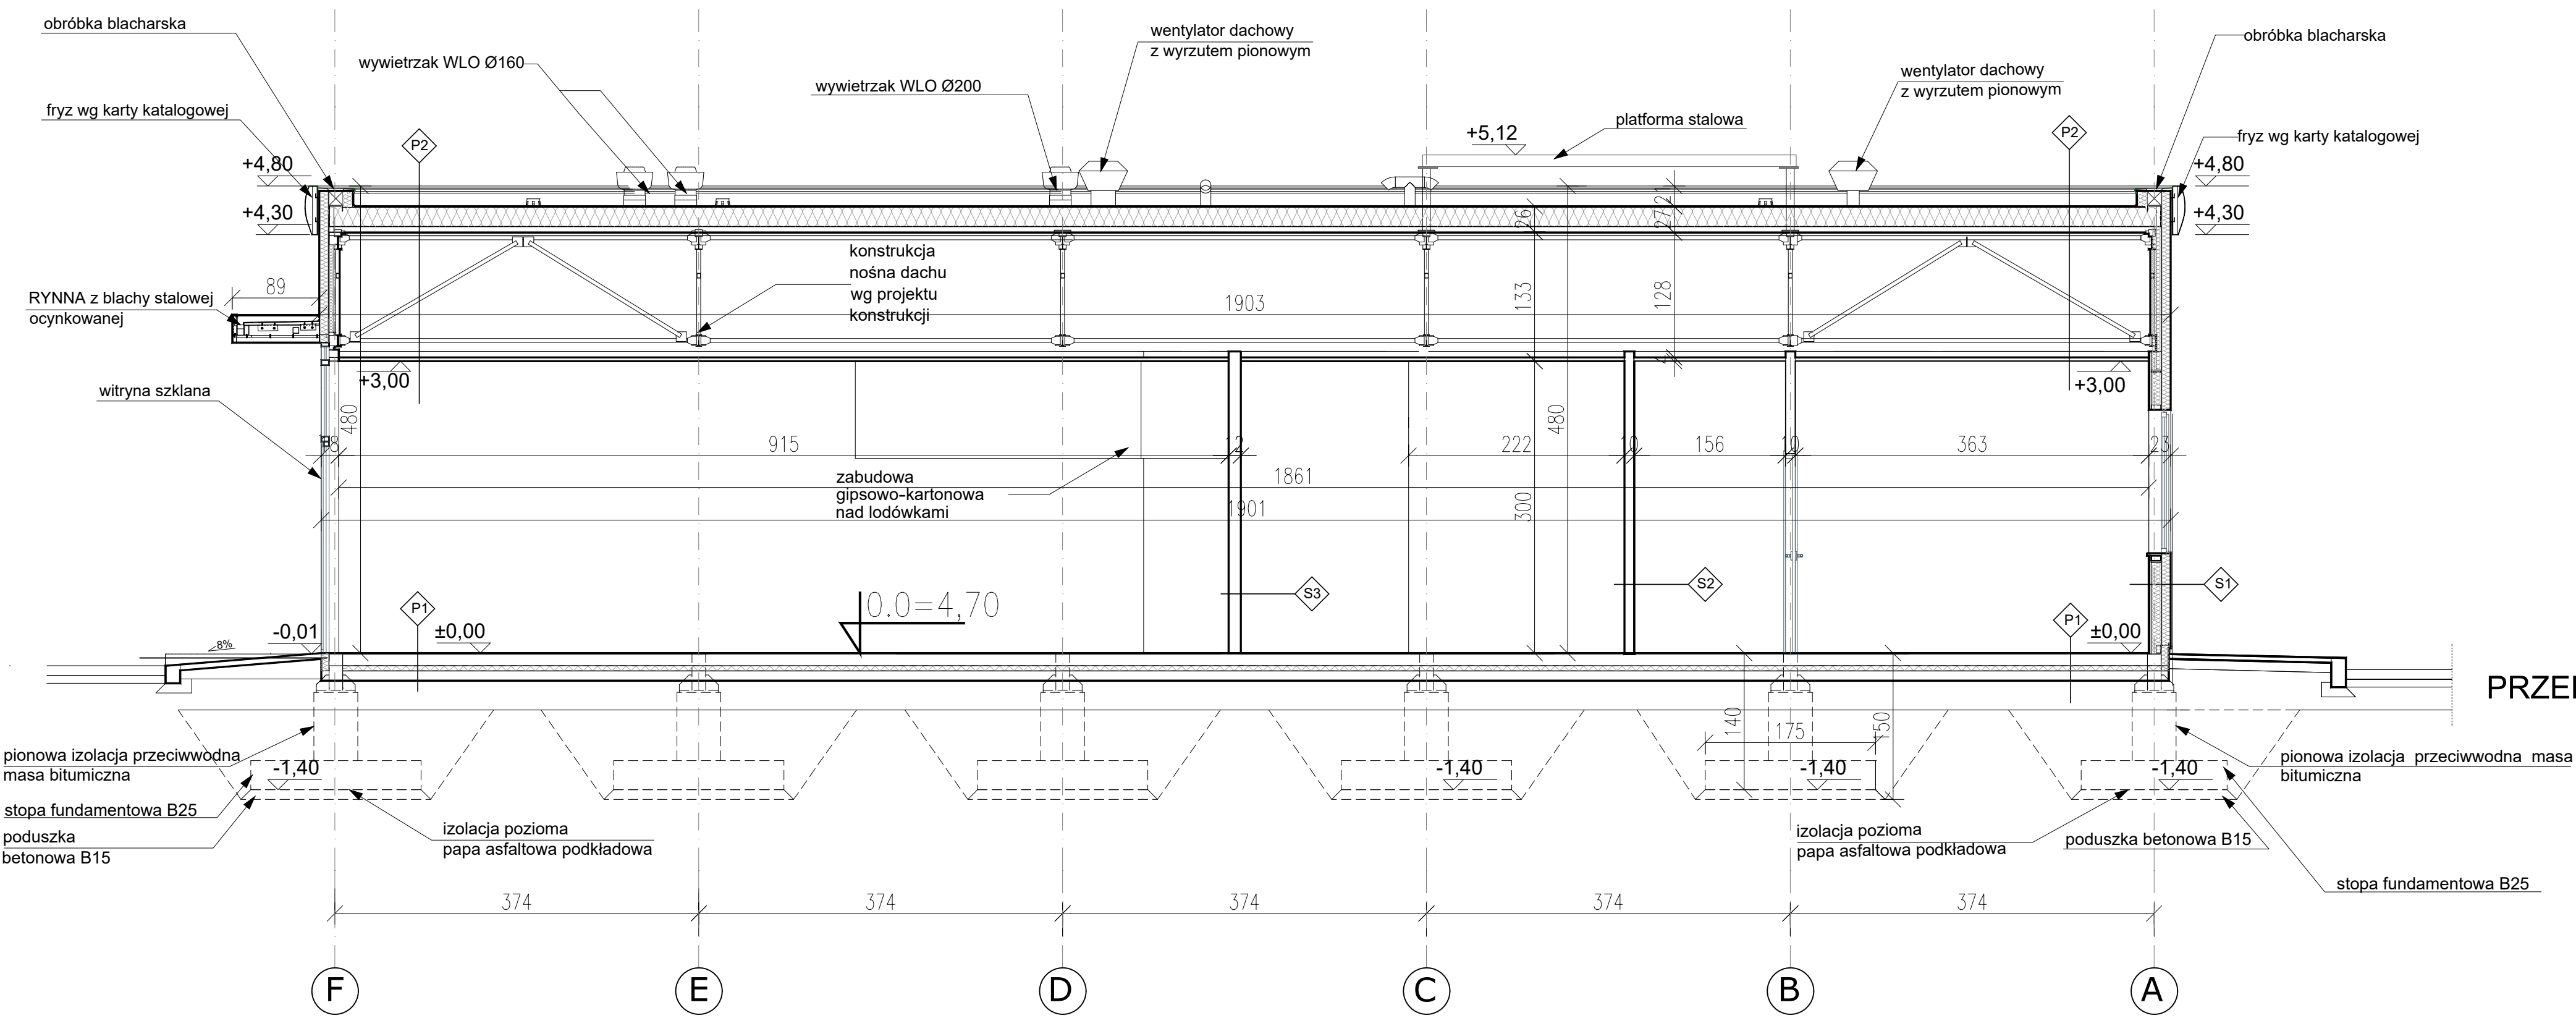 obróbka blacharska
fryz wg karty katalogowej
wywietrzak WLO Ø160
wywietrzak WLO Ø200
wentylator dachowy
z wyrzutem pionowym
platforma stalowa
wentylator dachowy
z wyrzutem pionowym
obróbka blacharska
fryz wg karty katalogowej
P2
P2
+5,12
+4,80
+4,30
+4,80
+4,30
21
26
27
133
128
4
1903
89
RYNNA z blachy stalowej
ocynkowanej
konstrukcja
nośna dachu
wg projektu
konstrukcji
+3,00
+3,00
witryna szklana
480
480
18
915
12
222
10
156
10
363
23
1861
1901
300
zabudowa
gipsowo-kartonowa
nad lodówkami
S3
S2
S1
P1
P1
0.0=4,70
-0,01
8%
±0,00
±0,00
PRZE
140
175
150
pionowa izolacja przeciwwodna
masa bitumiczna
stopa fundamentowa B25
poduszka
betonowa B15
-1,40
-1,40
-1,40
-1,40
izolacja pozioma
papa asfaltowa podkładowa
izolacja pozioma
papa asfaltowa podkładowa
pionowa izolacja przeciwwodna masa
bitumiczna
poduszka betonowa B15
stopa fundamentowa B25
374
374
374
374
374
F
E
D
C
B
A